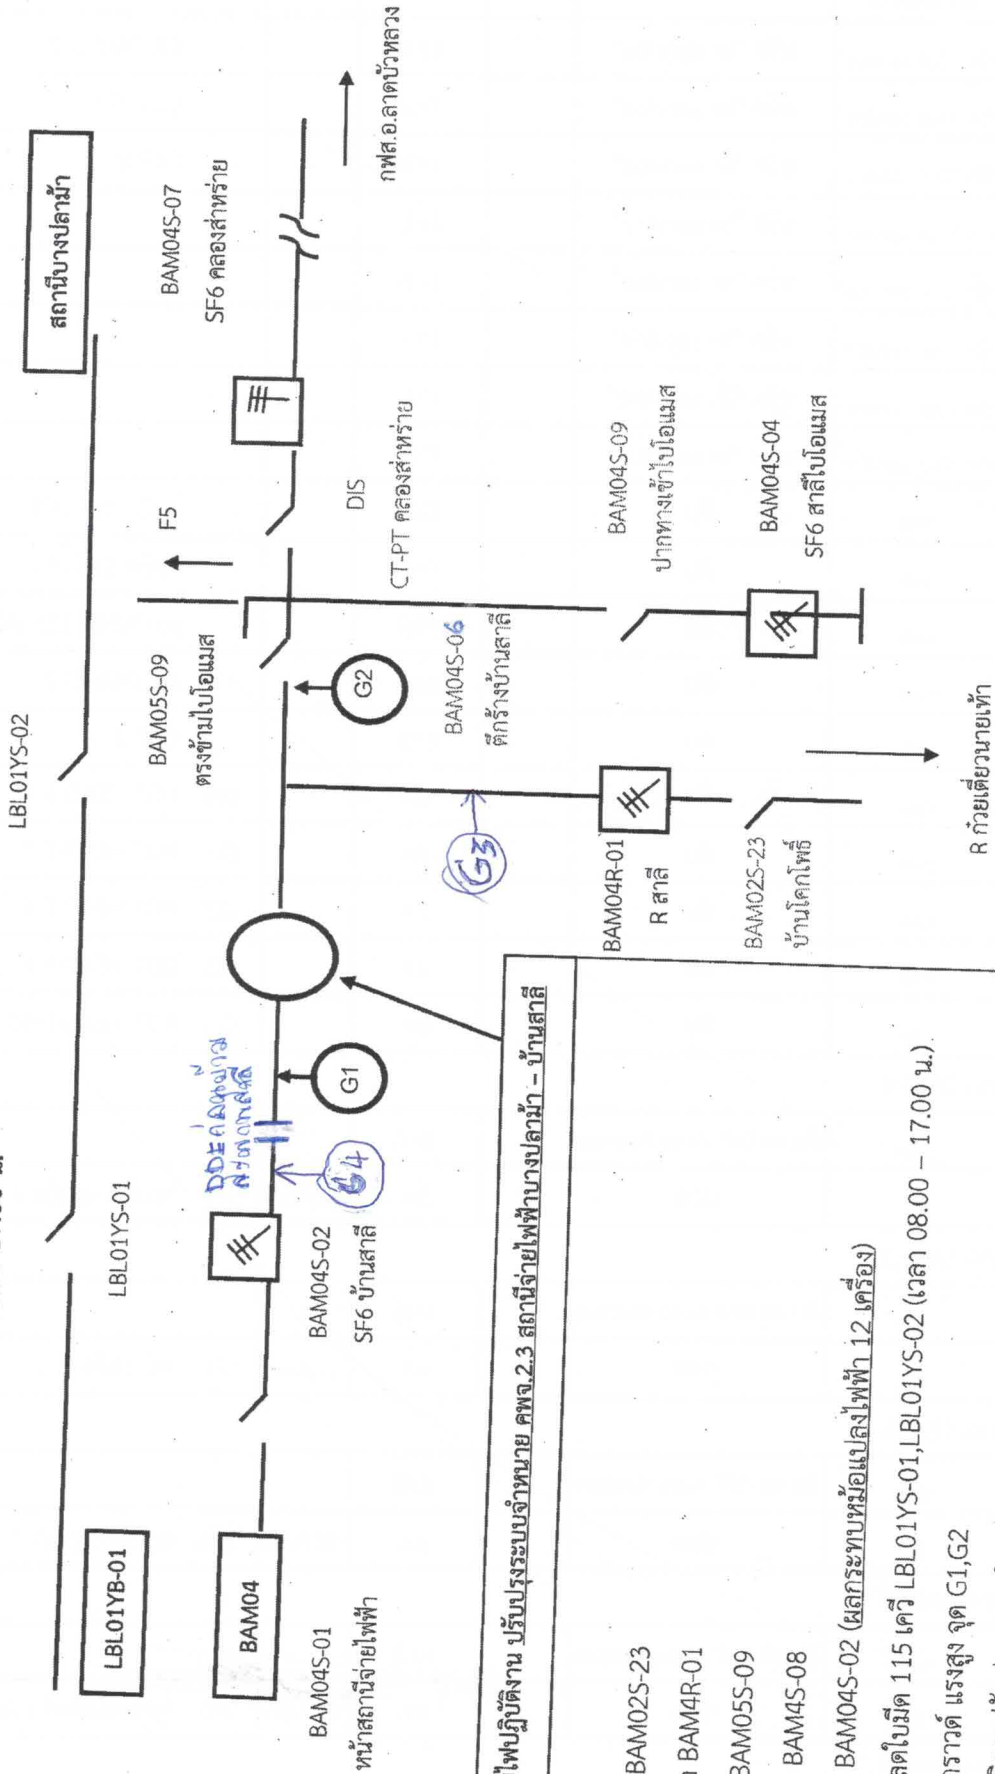 LBL01YB-01
LBL01YS-01
LBL01YS-02
สถานีบางปลาม้า
BAM04
BAM04S-01
หน้าสถานีจ่ายไฟฟ้า
BAM04S-02
SF6 บ้านสาลี
G4
G1
BAM05S-09
ตรงข้ามไบโอแมส
F5
G2
BAM04S-06
ตึกร้างบ้านสาลี
DIS
CT-PT คลองสาหร่าย
BAM04S-07
SF6 คลองสาหร่าย
กฟส.อ.ลาดบัวหลวง
G3
BAM04R-01
R สาลี
BAM02S-23
บ้านโคกโพธิ์
R ก๋วยเตี๋ยวนายเท้า
BAM04S-09
ปากทางเข้าไบโอแมส
BAM04S-04
SF6 สาลีไบโอแมส
ไฟปฏิบัติงาน ปรับปรุงระบบจำหน่าย คพจ.2.3 สถานีจ่ายไฟฟ้าบางปลาม้า – บ้านสาลี
BAM02S-23
BAM4R-01
BAM05S-09
BAM4S-08
BAM04S-02 (ผลกระทบหม้อแปลงไฟฟ้า 12 เครื่อง)
ลดใบมีด 115 เควี LBL01YS-01,LBL01YS-02 (เวลา 08.00 – 17.00 น.)
กราวด์ แรงสูง จุด G1,G2